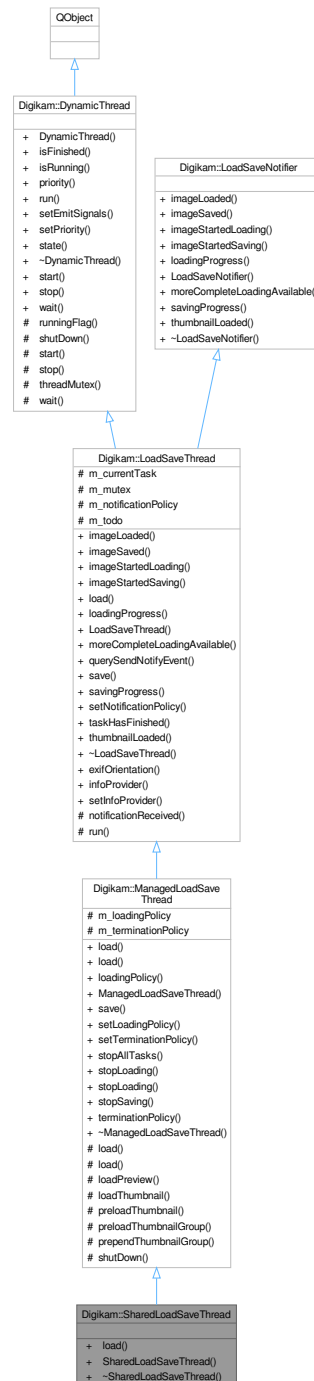 QObject
Digikam::DynamicThread
+ DynamicThread()
+ isFinished()
+ isRunning()
+ priority()
+ run()
+ setEmitSignals()
+ setPriority()
+ state()
+ ~DynamicThread()
+ start()
+ stop()
+ wait()
# runningFlag()
# shutDown()
# start()
# stop()
# threadMutex()
# wait()
Digikam::LoadSaveNotifier
+ imageLoaded()
+ imageSaved()
+ imageStartedLoading()
+ imageStartedSaving()
+ loadingProgress()
+ LoadSaveNotifier()
+ moreCompleteLoadingAvailable()
+ savingProgress()
+ thumbnailLoaded()
+ ~LoadSaveNotifier()
Digikam::LoadSaveThread
# m_currentTask
# m_mutex
# m_notificationPolicy
# m_todo
+ imageLoaded()
+ imageSaved()
+ imageStartedLoading()
+ imageStartedSaving()
+ load()
+ loadingProgress()
+ LoadSaveThread()
+ moreCompleteLoadingAvailable()
+ querySendNotifyEvent()
+ save()
+ savingProgress()
+ setNotificationPolicy()
+ taskHasFinished()
+ thumbnailLoaded()
+ ~LoadSaveThread()
+ exifOrientation()
+ infoProvider()
+ setInfoProvider()
# notificationReceived()
# run()
Digikam::ManagedLoadSave
Thread
# m_loadingPolicy
# m_terminationPolicy
+ load()
+ load()
+ loadingPolicy()
+ ManagedLoadSaveThread()
+ save()
+ setLoadingPolicy()
+ setTerminationPolicy()
+ stopAllTasks()
+ stopLoading()
+ stopLoading()
+ stopSaving()
+ terminationPolicy()
+ ~ManagedLoadSaveThread()
# load()
# load()
# loadPreview()
# loadThumbnail()
# preloadThumbnail()
# preloadThumbnailGroup()
# prependThumbnailGroup()
# shutDown()
Digikam::SharedLoadSaveThread
+ load()
+ SharedLoadSaveThread()
+ ~SharedLoadSaveThread()